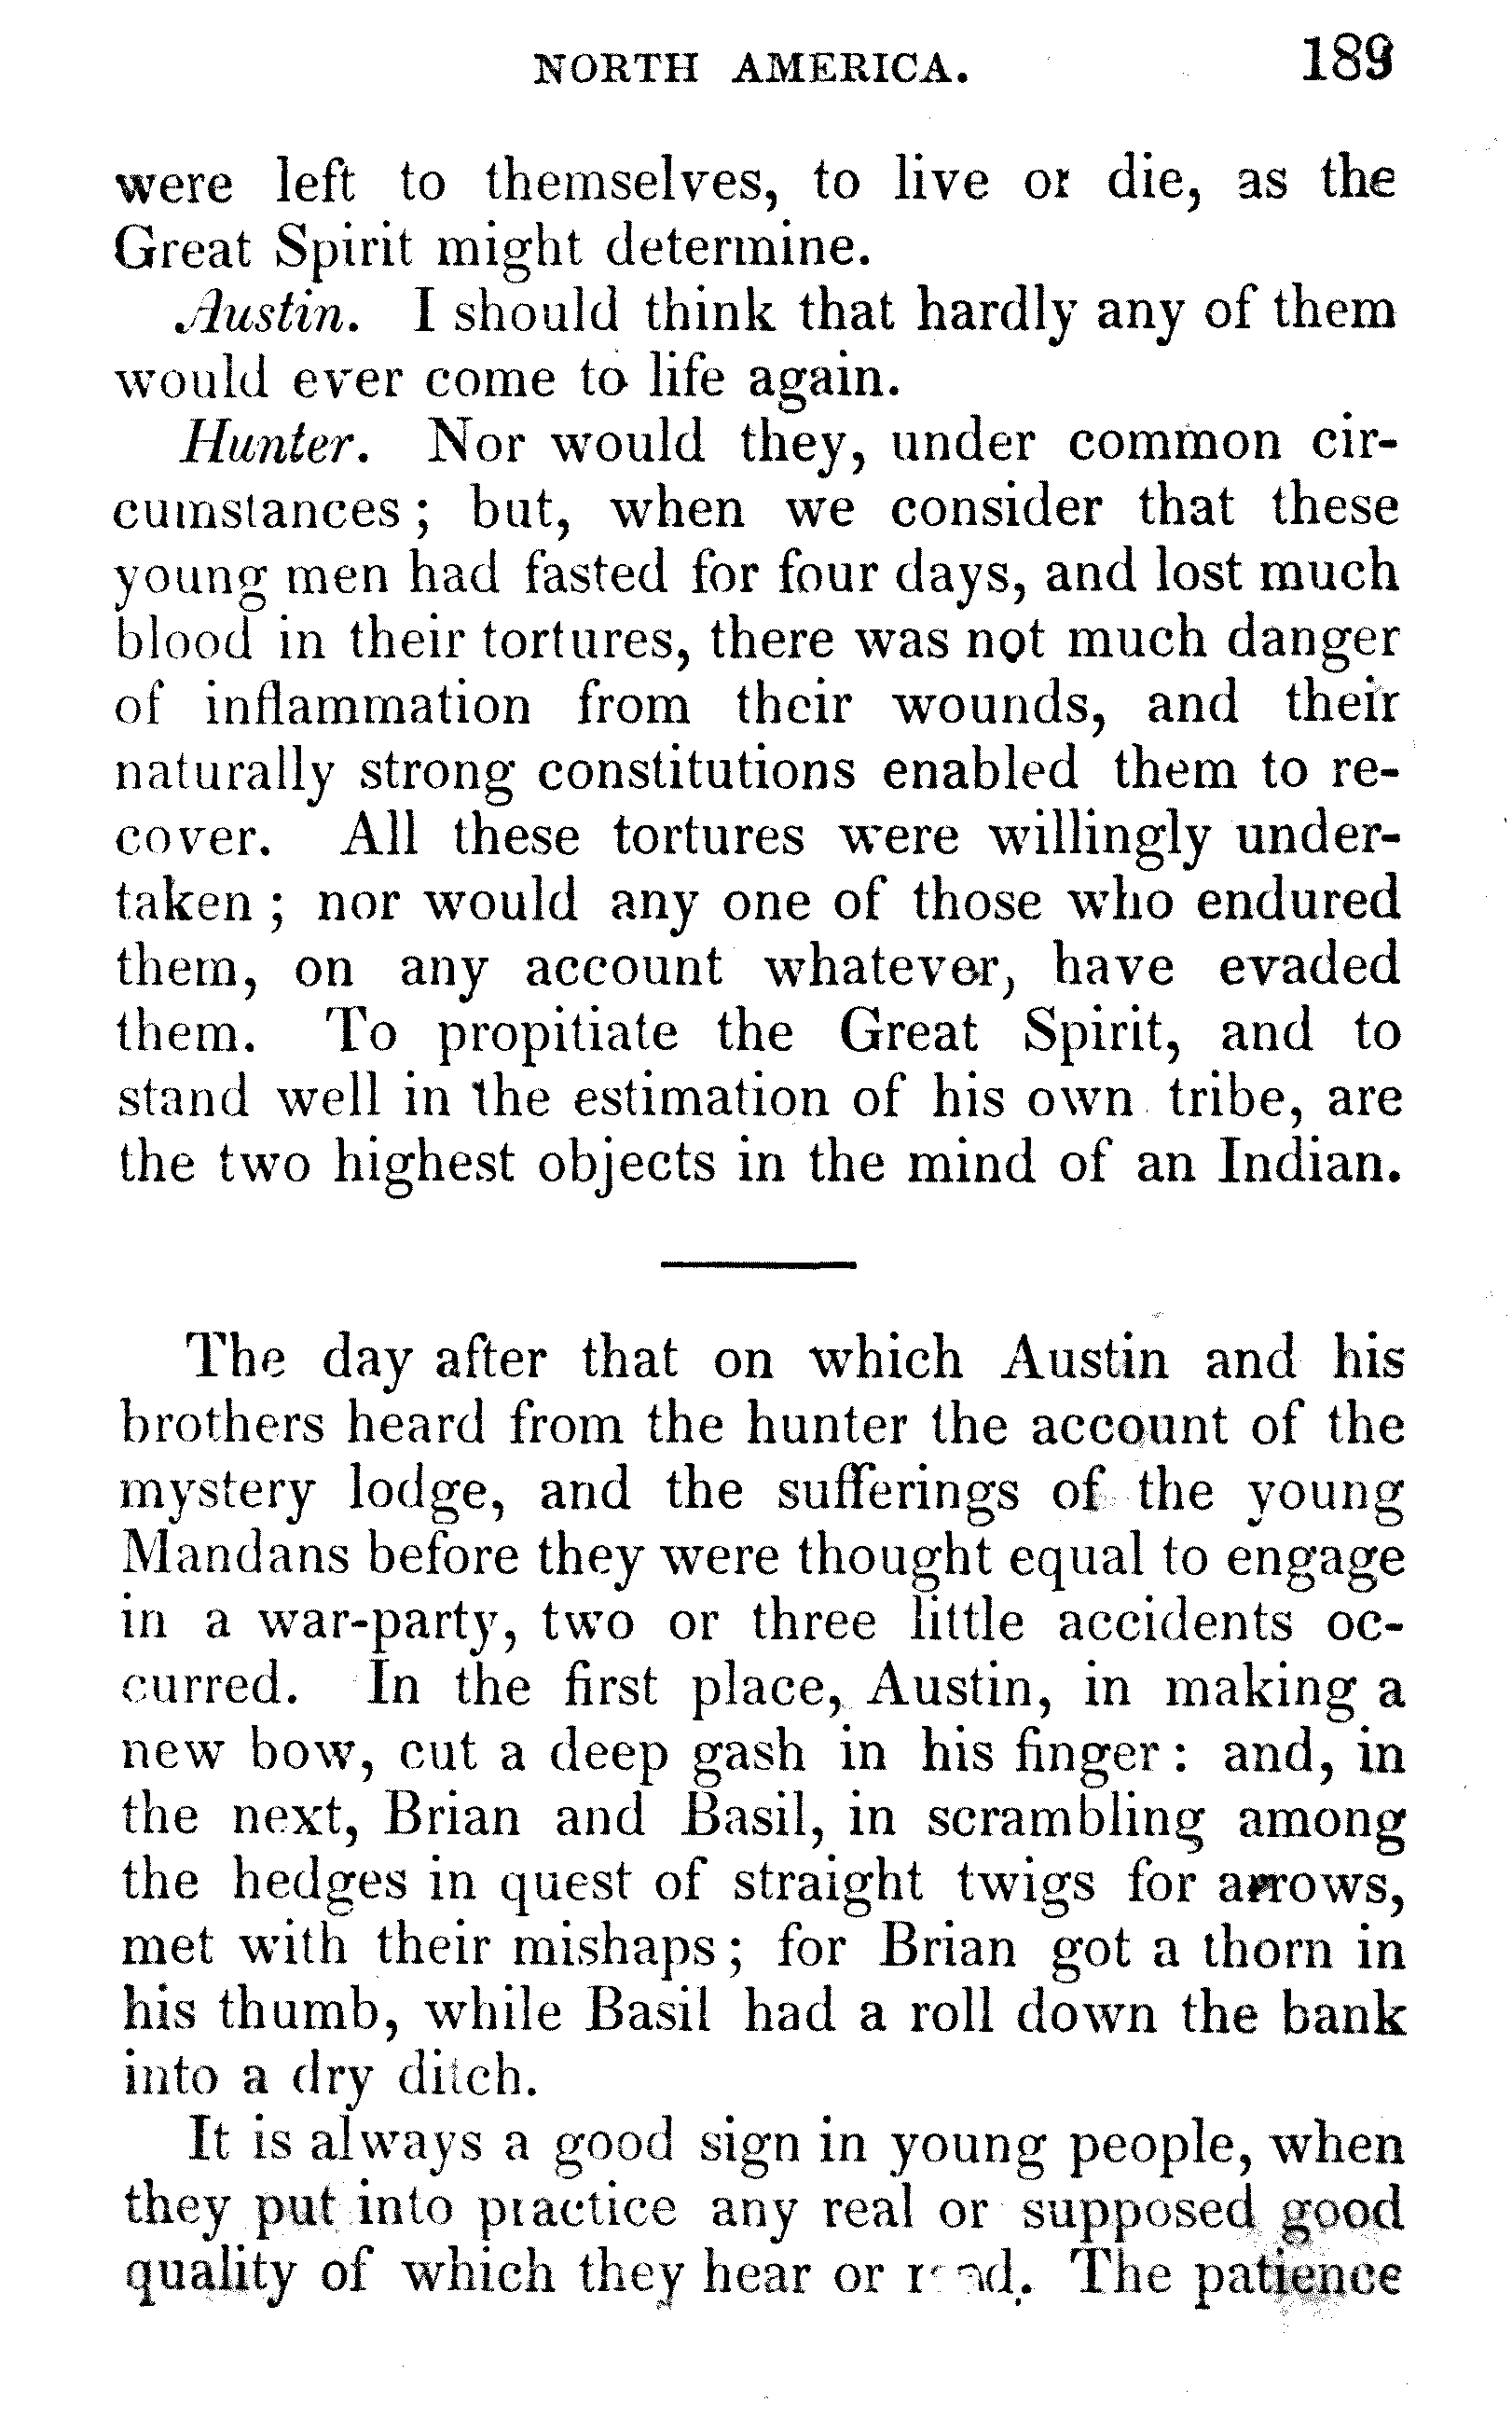 NORTH AMERICA. 189
were left to themselves, to live or die, as the
Great Spirit might determine.
Austin. I should think that hardly any of them
would ever come to life again.
Hunter. Nor would they, under common cir-
cumstances; but, when we consider that these
young men had fasted for four days, and lost much
blood in their tortures, there was not much danger
of inflammation from their wounds, and their
naturally strong constitutions enabled them to re-
cover. All these tortures were willingly under-
taken; nor would any one of those who endured
them, on any account whatever, have evaded
them. To propitiate the Great Spirit, and to
stand well in the estimation of his own tribe, are
the two highest objects in the mind of an Indian.
The day after that on which Austin and his
brothers heard from the hunter the account of the
mystery lodge, and the sufferings of the young
Mandans before they were thought equal to engage
in a war-party, two or three little accidents oc-
curred. In the first place, Austin, in making a
new bow, cut a deep gash in his finger: and, in
the next, Brian and Basil, in scrambling among
the hedges in quest of straight twigs for arrows,
met with their mishaps; for Brian got a thorn in
his thumb, while Basil had a roll down the bank
into a dry ditch.
It is always a good sign in young people, when
they put into practice any real or supposed good
quality of which they hear or read. The patience